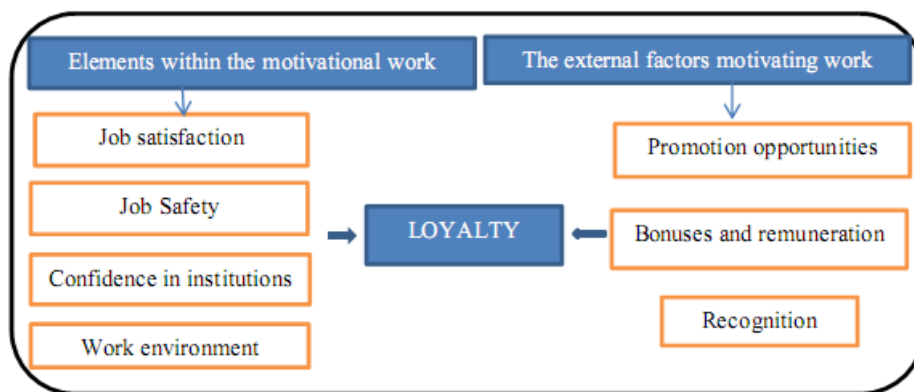 Elements within the motivational work
The external factors motivating work
Job satisfaction
Promotion opportunities
Job Safety
LOYALTY
Bonuses and remuneration
Confidence in institutions
Recognition
Work environment